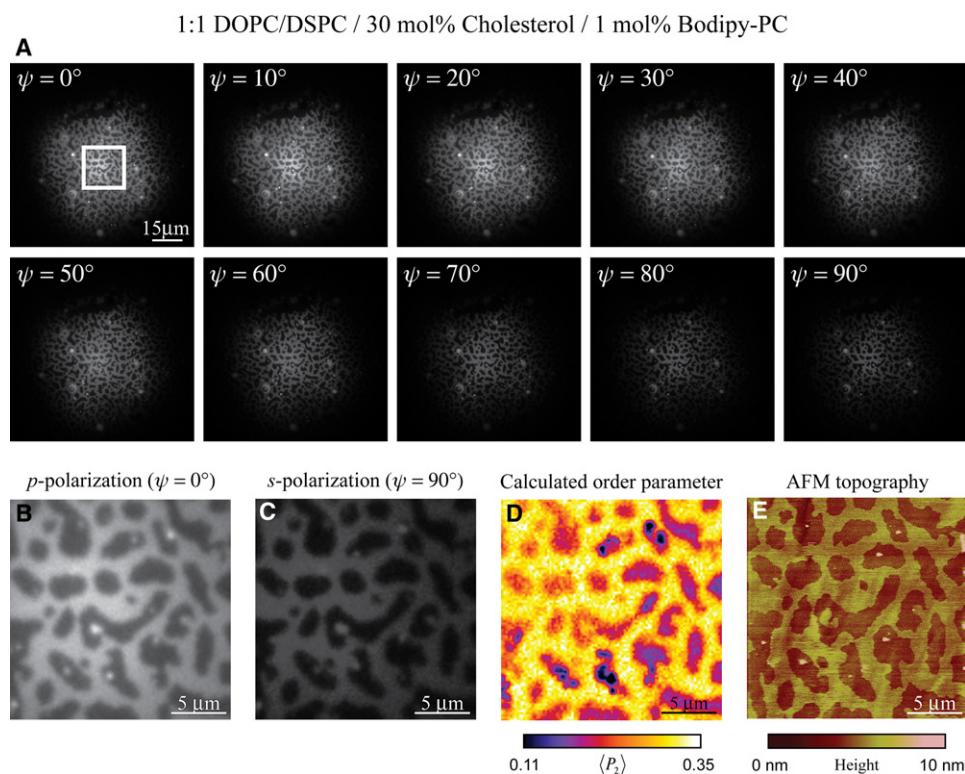 1:1 DOPC/DSPC / 30 mol% Cholesterol / 1 mol% Bodipy-PC
A
ψ = 0° ψ = 10° ψ = 20° ψ = 30° ψ = 40°
15μm
ψ = 50° ψ = 60° ψ = 70° ψ = 80° ψ = 90°
p-polarization (ψ = 0°) s-polarization (ψ = 90°) Calculated order parameter AFM topography
B C D E
5 μm 5 μm 5 μm 5 μm
0.11 ⟨P₂⟩ 0.35 0 nm Height 10 nm